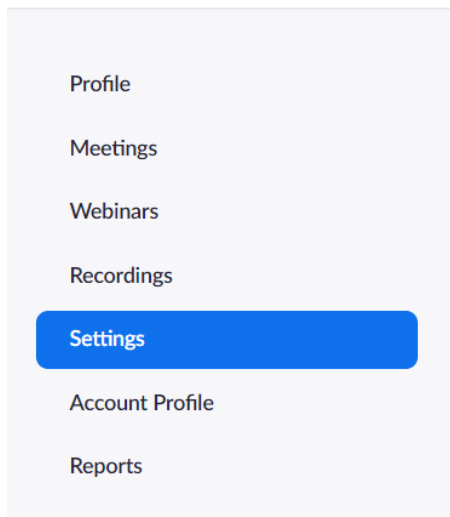 Profile
Meetings
Webinars
Recordings
Settings
Account Profile
Reports